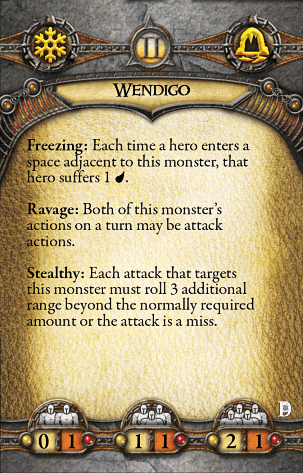 II
WENDIGO
Freezing: Each time a hero enters a
space adjacent to this monster, that
hero suffers 1 .
Ravage: Both of this monster's
actions on a turn may be attack
actions.
Stealthy: Each attack that targets
this monster must roll 3 additional
range beyond the normally required
amount or the attack is a miss.
D
0 1 1 1 2 1